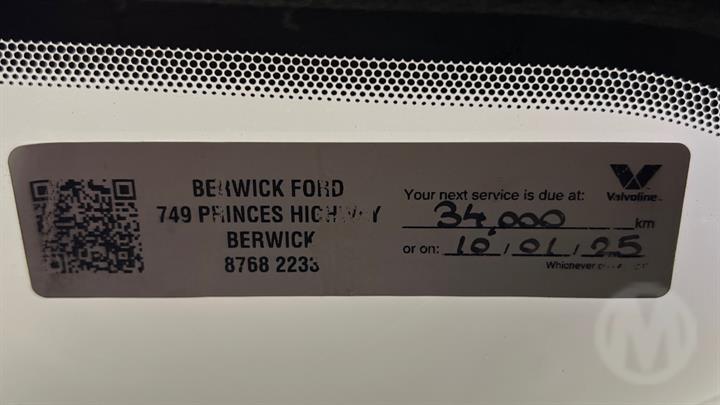 BERWICK FORD
749 PRINCES HIGHWAY
BERWICK
8768 2233
Your next service is due at:
34,000 km
or on: 10 / 01 / 25
Whichever
Valvoline
M